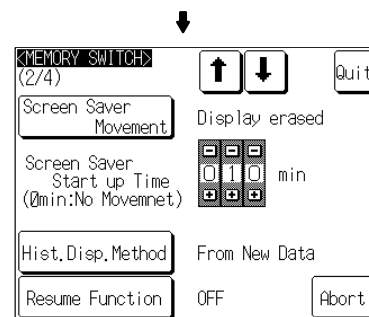 <MEMORY SWITCH>
(2/4)
Quit
Screen Saver
Movement
Display erased
Screen Saver
Start up Time
(0min:No Movemnet)
010 min
Hist.Disp.Method
From New Data
Resume Function
OFF
Abort